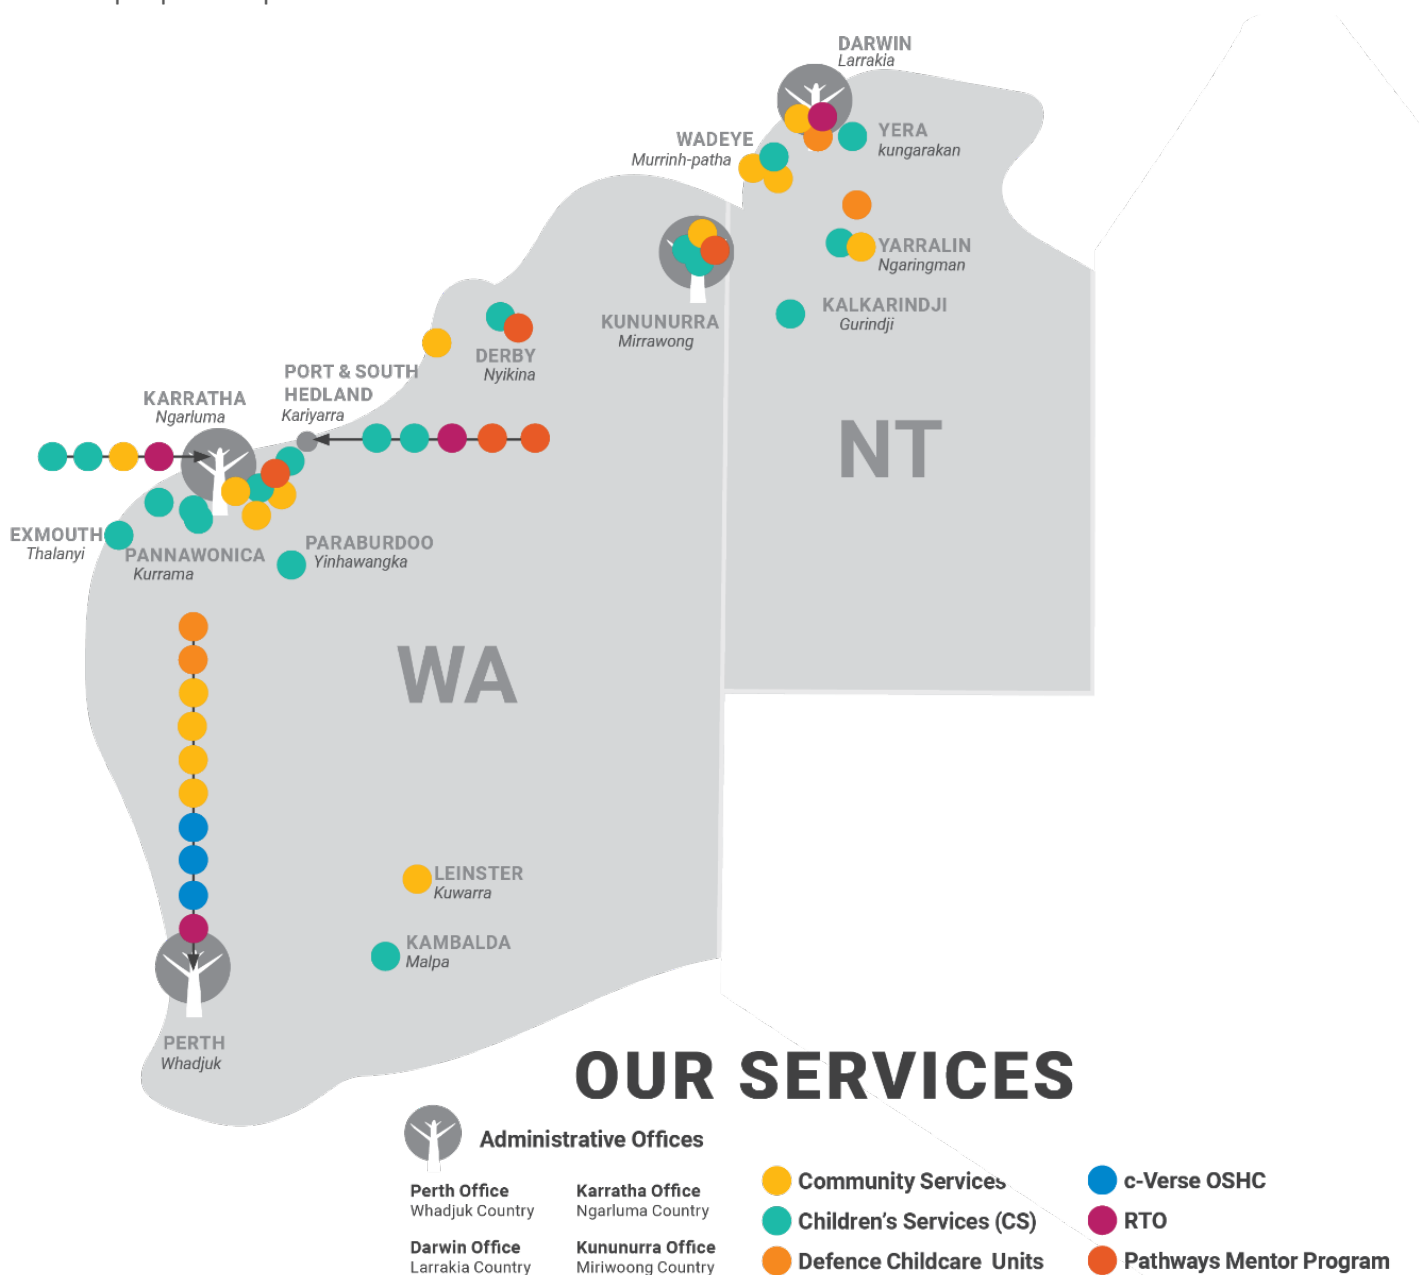 DARWIN
Larrakia
YERA
kungarakan
WADEYE
Murrinh-patha
YARRALIN
Ngaringman
KUNUNURRA
Mirrawong
KALKARINDJI
Gurindji
DERBY
Nyikina
PORT & SOUTH
HEDLAND
Kariyarra
KARRATHA
Ngarluma
NT
EXMOUTH
Thalanyi
PANNAWONICA
Kurrama
PARABURDOO
Yinhawangka
WA
LEINSTER
Kuwarra
KAMBALDA
Malpa
PERTH
Whadjuk
OUR SERVICES
Administrative Offices
Perth Office
Whadjuk Country
Karratha Office
Ngarluma Country
Darwin Office
Larrakia Country
Kununurra Office
Miriwoong Country
Community Services
Children's Services (CS)
Defence Childcare Units
c-Verse OSHC
RTO
Pathways Mentor Program